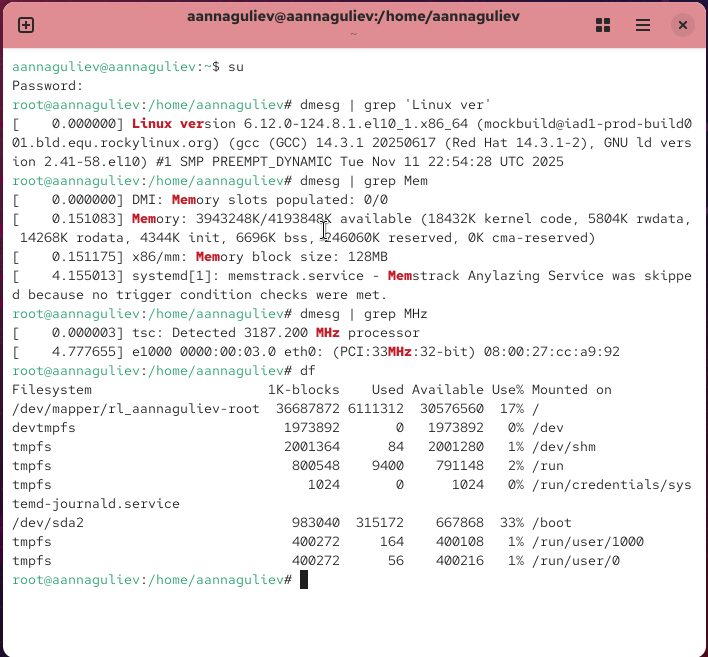 aannaguliev@aannaguliev:/home/aannaguliev
~
aannaguliev@aannaguliev:~$ su
Password:
root@aannaguliev:/home/aannaguliev# dmesg | grep 'Linux ver'
[    0.000000] Linux version 6.12.0-124.8.1.el10_1.x86_64 (mockbuild@iad1-prod-build0
01.bld.equ.rockylinux.org) (gcc (GCC) 14.3.1 20250617 (Red Hat 14.3.1-2), GNU ld vers
ion 2.41-58.el10) #1 SMP PREEMPT_DYNAMIC Tue Nov 11 22:54:28 UTC 2025
root@aannaguliev:/home/aannaguliev# dmesg | grep Mem
[    0.000000] DMI: Memory slots populated: 0/0
[    0.151083] Memory: 3943248K/4193848K available (18432K kernel code, 5804K rwdata,
 14268K rodata, 4344K init, 6696K bss, 246060K reserved, 0K cma-reserved)
[    0.151175] x86/mm: Memory block size: 128MB
[    4.155013] systemd[1]: memstrack.service - Memstrack Anylazing Service was skippe
d because no trigger condition checks were met.
root@aannaguliev:/home/aannaguliev# dmesg | grep MHz
[    0.000003] tsc: Detected 3187.200 MHz processor
[    4.777655] e1000 0000:00:03.0 eth0: (PCI:33MHz:32-bit) 08:00:27:cc:a9:92
root@aannaguliev:/home/aannaguliev# df
Filesystem                      1K-blocks    Used Available Use% Mounted on
/dev/mapper/rl_aannaguliev-root  36687872 6111312  30576560  17% /
devtmpfs                          1973892       0   1973892   0% /dev
tmpfs                             2001364      84   2001280   1% /dev/shm
tmpfs                              800548    9400    791148   2% /run
tmpfs                                1024       0      1024   0% /run/credentials/sys
temd-journald.service
/dev/sda2                          983040  315172    667868  33% /boot
tmpfs                              400272     164    400108   1% /run/user/1000
tmpfs                              400272      56    400216   1% /run/user/0
root@aannaguliev:/home/aannaguliev#